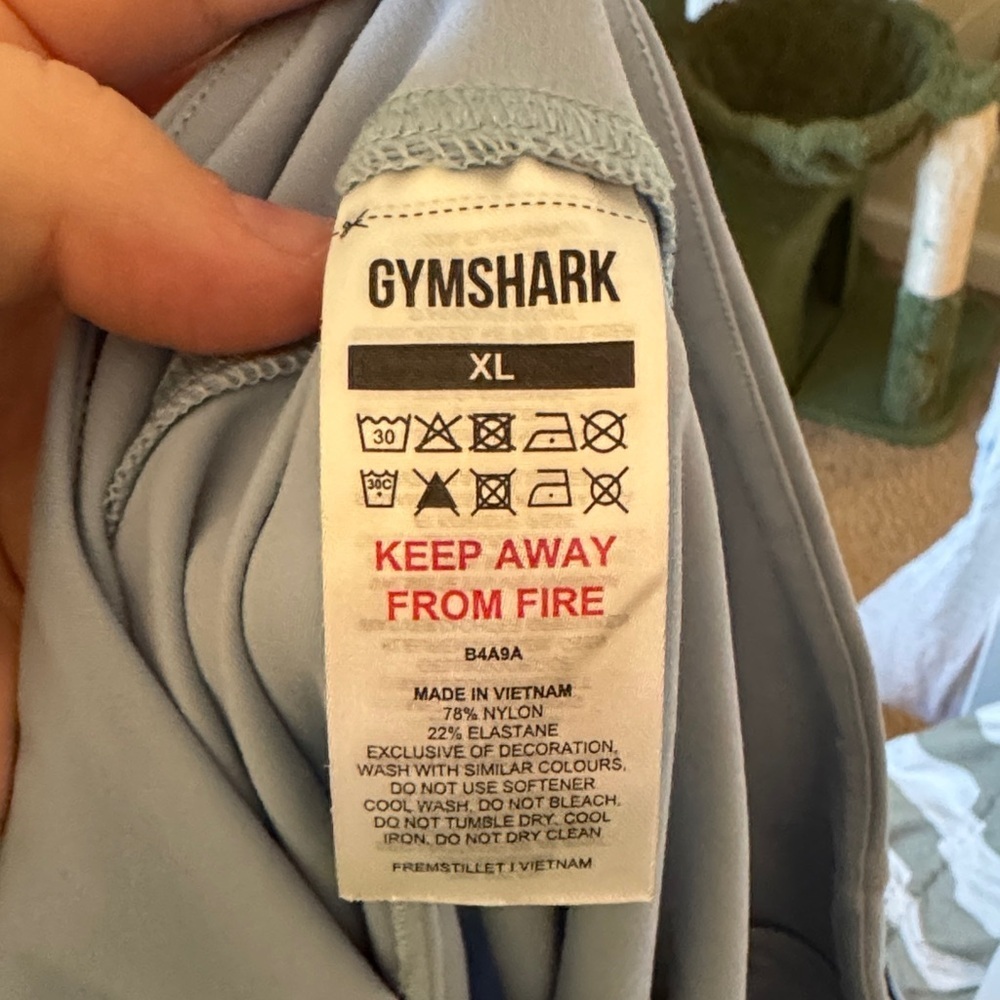 GYMSHARK
XL
30
30C
KEEP AWAY
FROM FIRE
B4A9A
MADE IN VIETNAM
78% NYLON
22% ELASTANE
EXCLUSIVE OF DECORATION,
WASH WITH SIMILAR COLOURS,
DO NOT USE SOFTENER
COOL WASH, DO NOT BLEACH,
DO NOT TUMBLE DRY, COOL
IRON, DO NOT DRY CLEAN
FREMSTILLET I VIETNAM